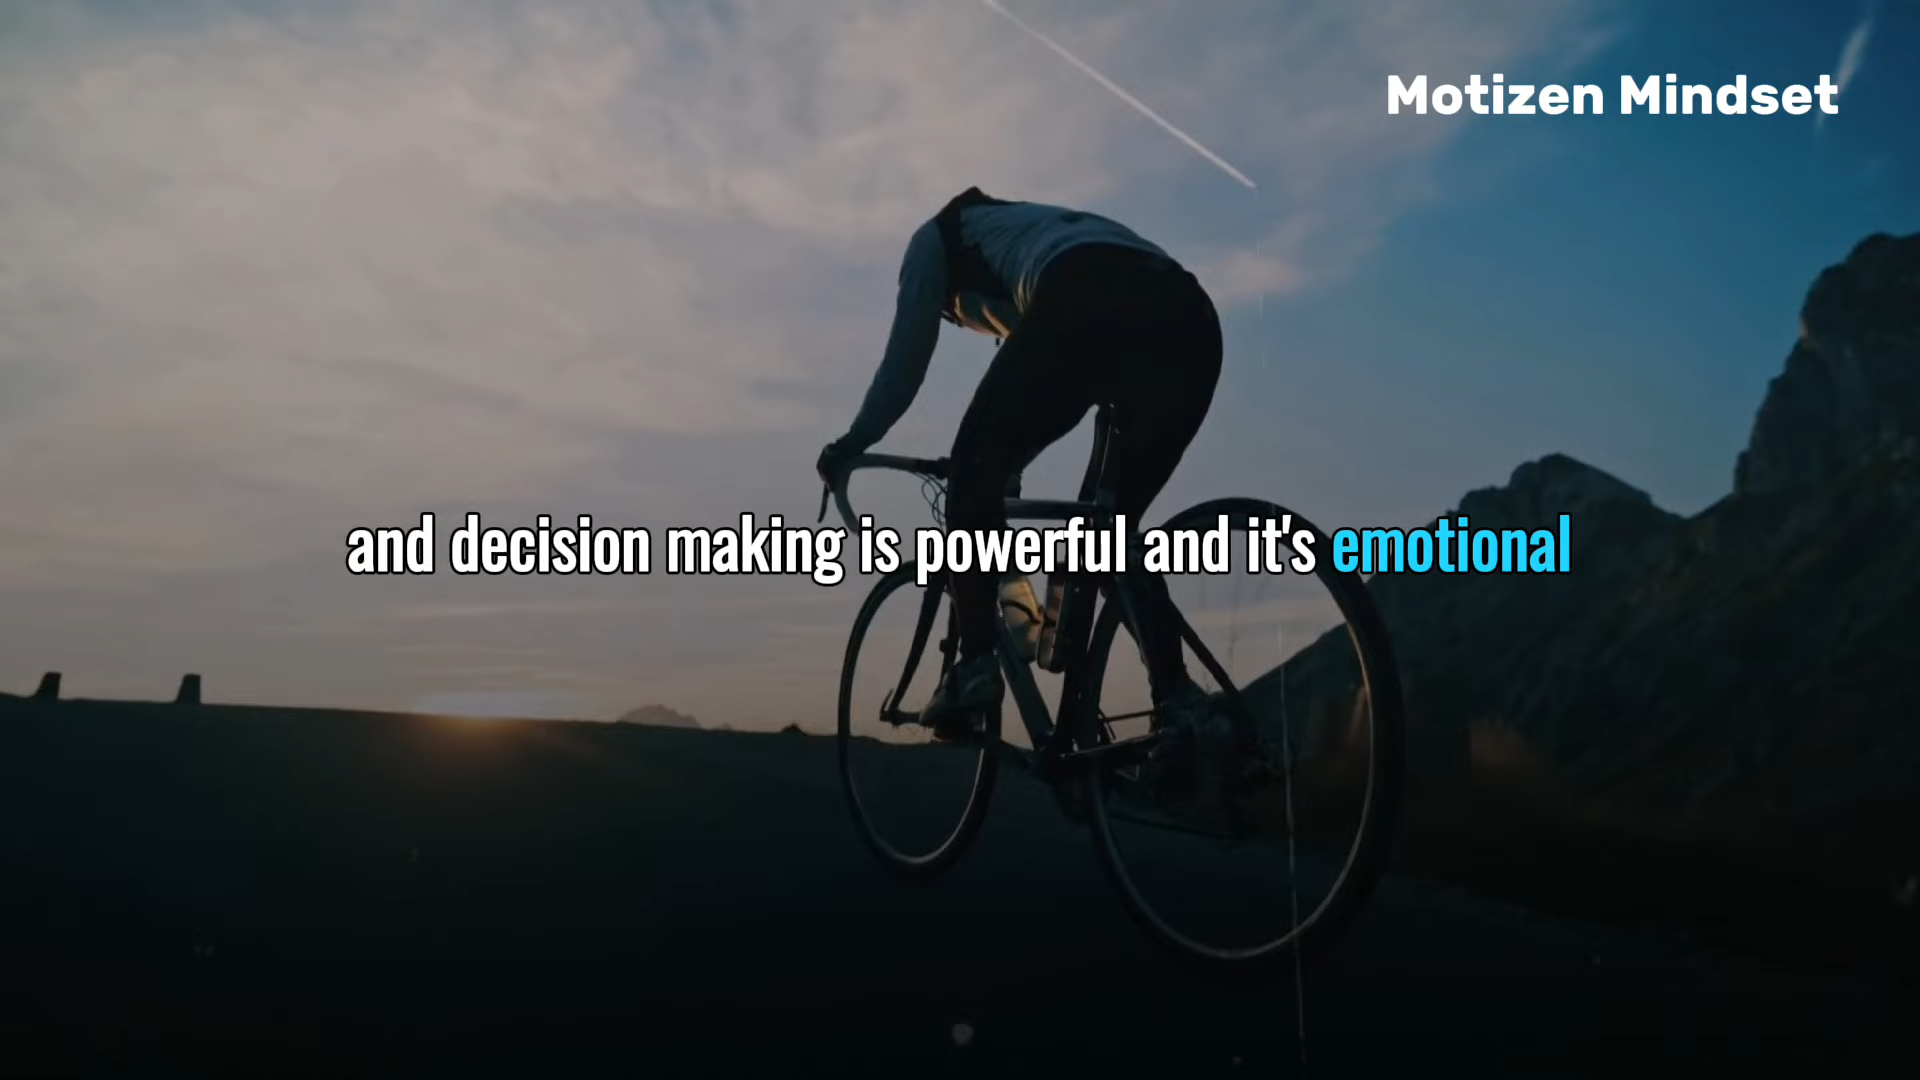 Motizen Mindset
and decision making is powerful and it's emotional